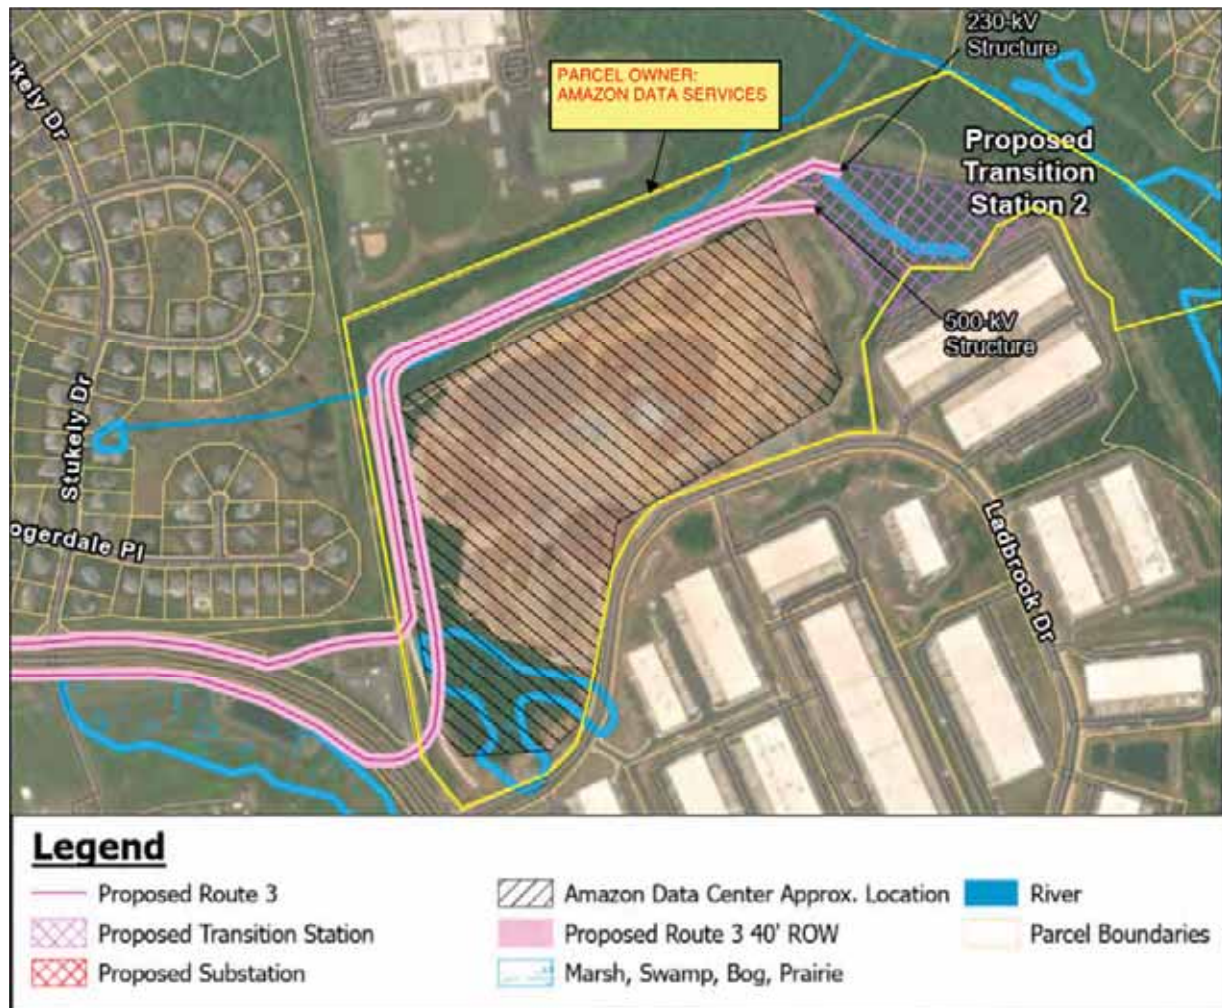 230-kV
Structure
PARCEL OWNER:
AMAZON DATA SERVICES
ukely Dr
Proposed
Transition
Station 2
500-kV
Structure
Stukely Dr
ogerdale Pl
Ladbrook Dr
Legend
Proposed Route 3
Amazon Data Center Approx. Location
River
Proposed Transition Station
Proposed Route 3 40' ROW
Parcel Boundaries
Proposed Substation
Marsh, Swamp, Bog, Prairie